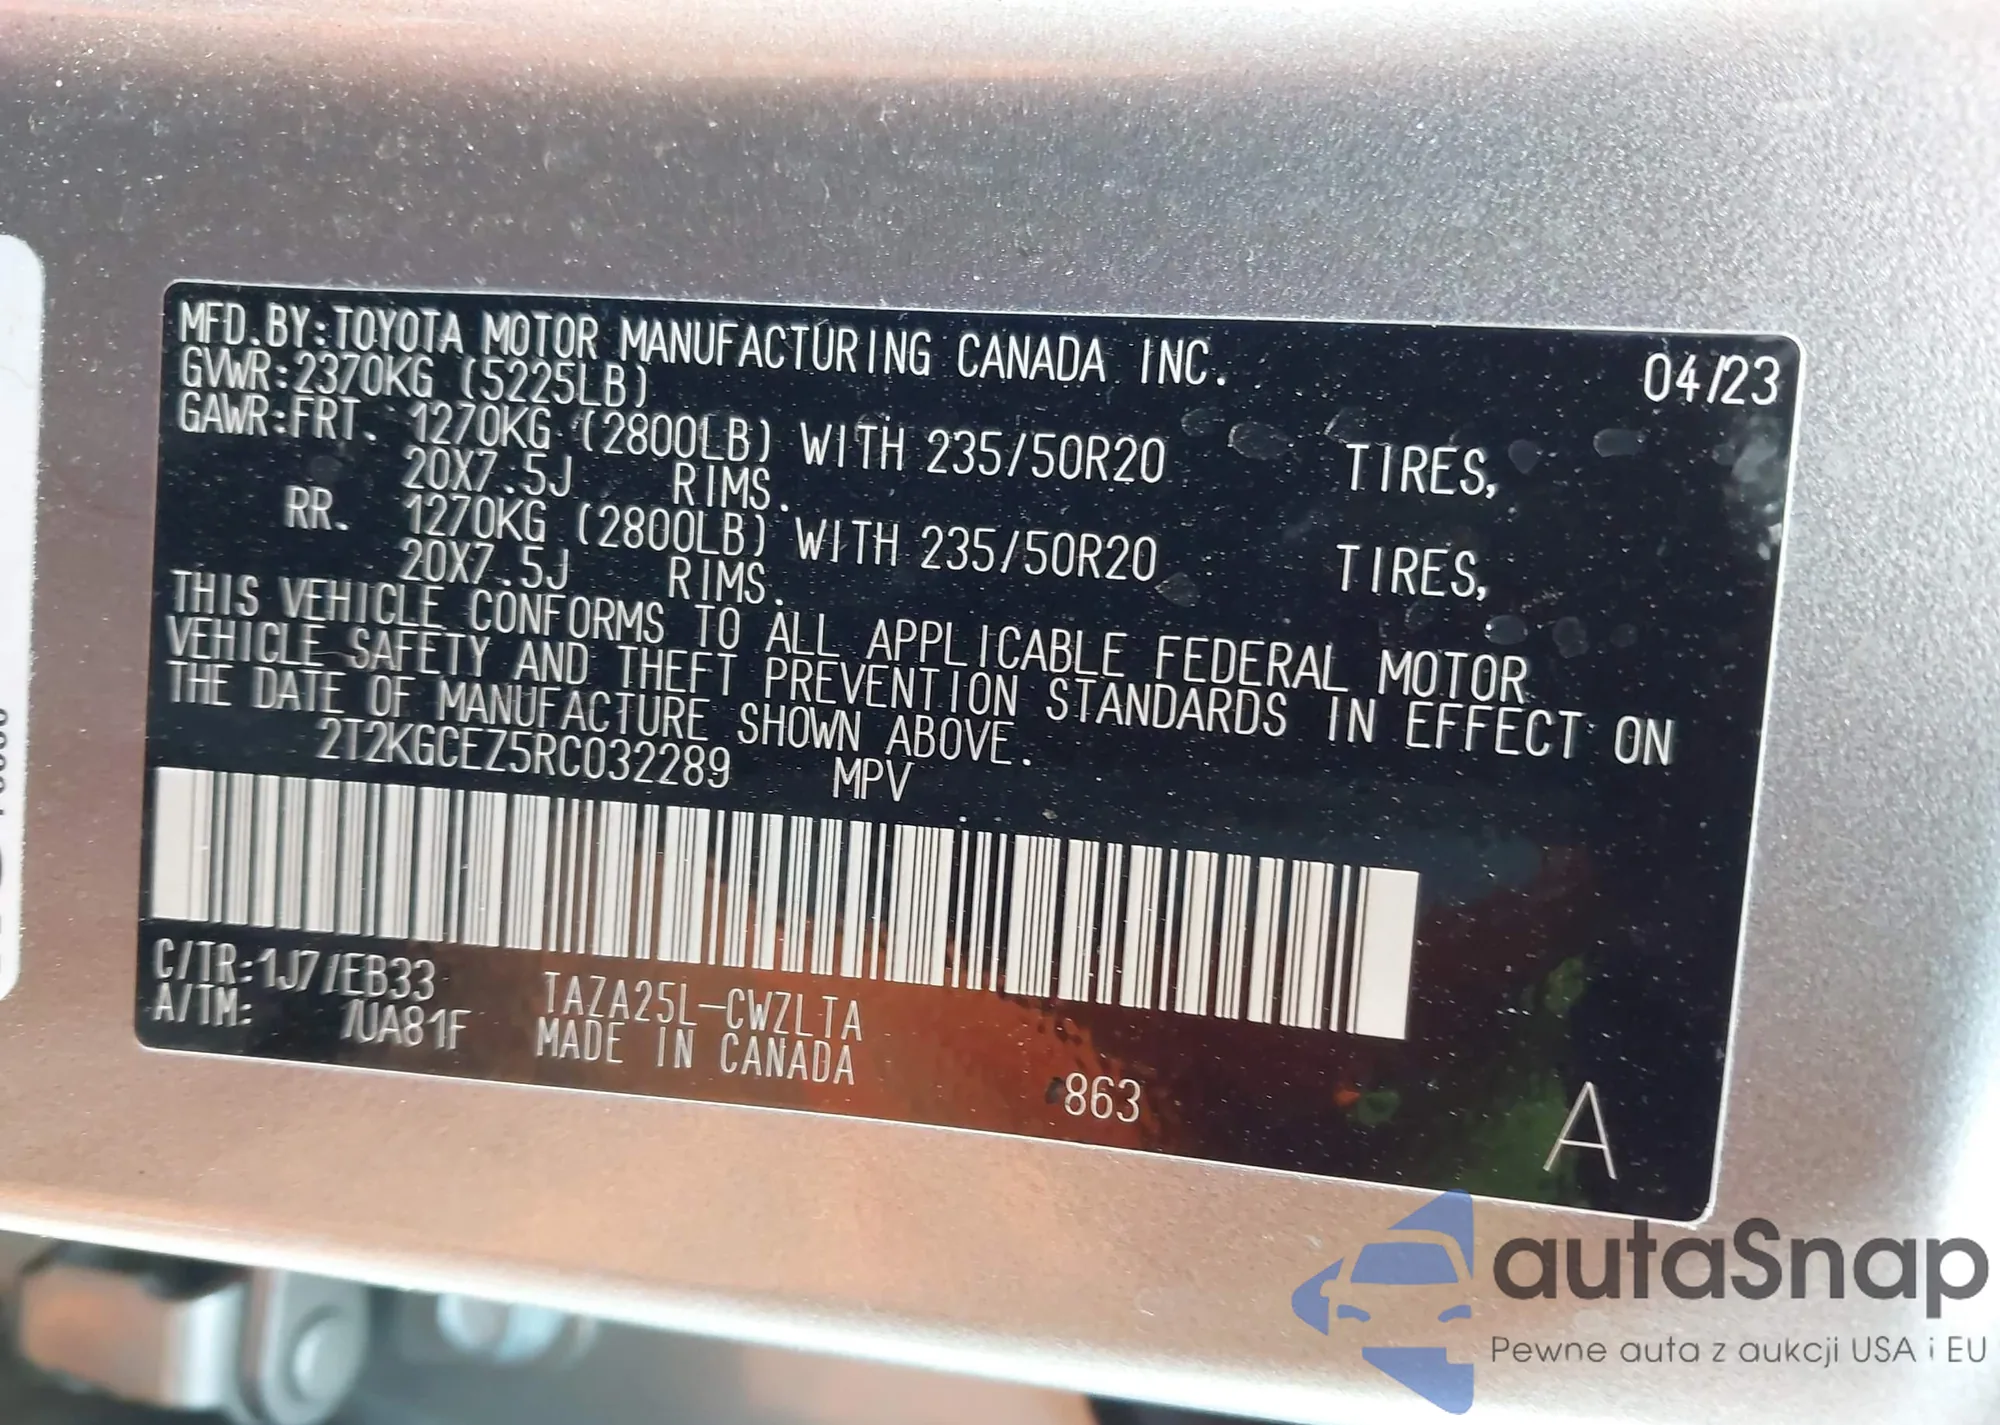 MFD.BY:TOYOTA MOTOR MANUFACTURING CANADA INC. 04/23
GVWR:2370KG (5225LB)
GAWR:FRT. 1270KG (2800LB) WITH 235/50R20 TIRES,
20X7.5J RIMS.
RR. 1270KG (2800LB) WITH 235/50R20 TIRES,
20X7.5J RIMS.
THIS VEHICLE CONFORMS TO ALL APPLICABLE FEDERAL MOTOR
VEHICLE SAFETY AND THEFT PREVENTION STANDARDS IN EFFECT ON
THE DATE OF MANUFACTURE SHOWN ABOVE.
2T2KGCEZ5RC032289 MPV
C/TR:1J7/EB33 TAZA25L-CWZLTA
A/TM: /UA81F MADE IN CANADA
863
A
autaSnap
Pewne auta z aukcji USA i EU